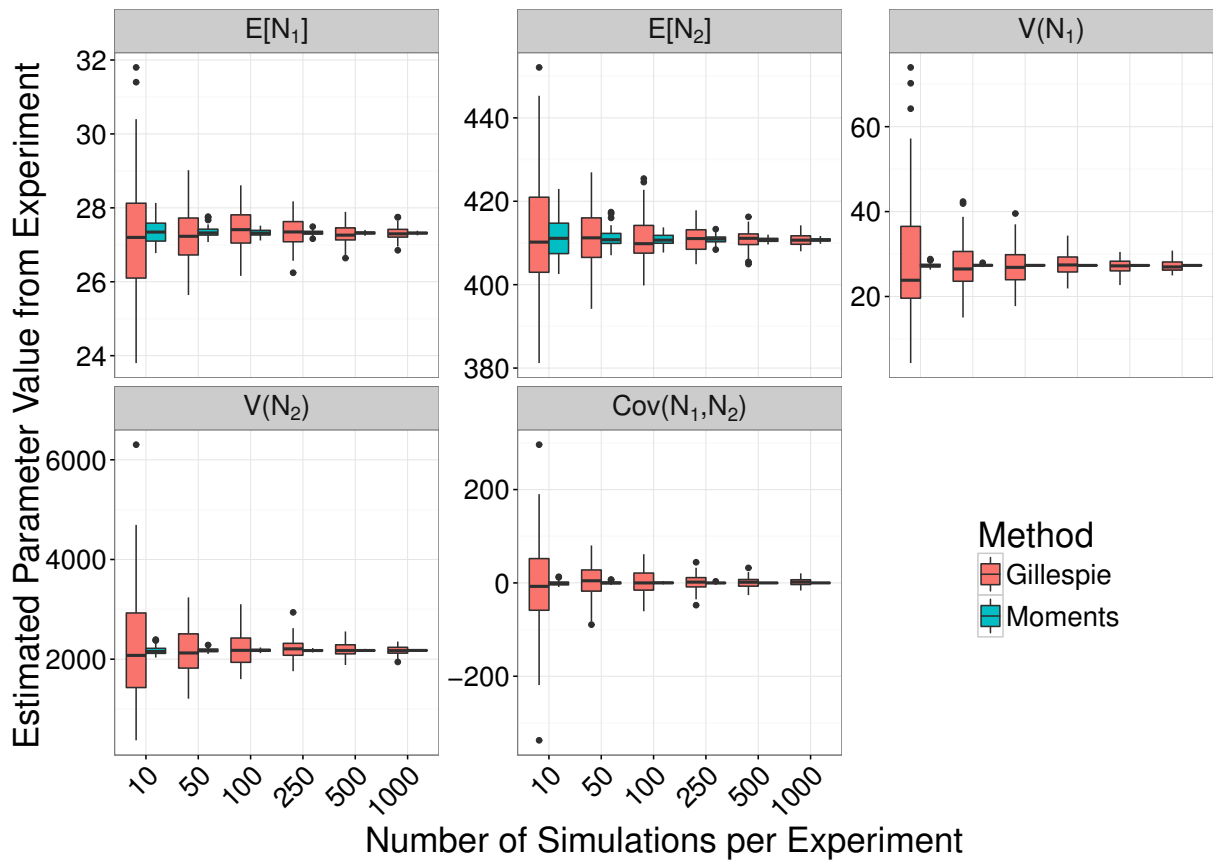 E[N₁]
E[N₂]
V(N₁)
32
30
28
26
24
440
420
400
380
60
40
20
V(N₂)
Cov(N₁,N₂)
6000
4000
2000
200
0
−200
10 50 100 250 500 1000
10 50 100 250 500 1000
Estimated Parameter Value from Experiment
Number of Simulations per Experiment
Method
Gillespie
Moments